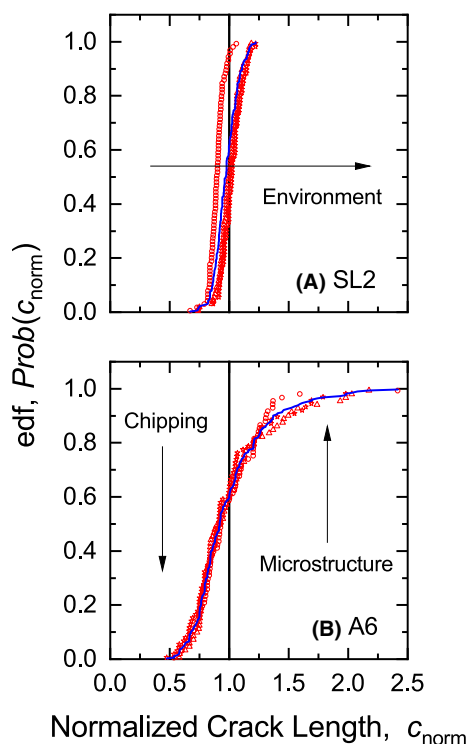 edf, Prob(c_norm)
1.0
0.8
0.6
0.4
0.2
0.0
Environment
(A) SL2
1.0
0.8
0.6
0.4
0.2
0.0
Chipping
Microstructure
(B) A6
0.0 0.5 1.0 1.5 2.0 2.5
Normalized Crack Length, c_norm